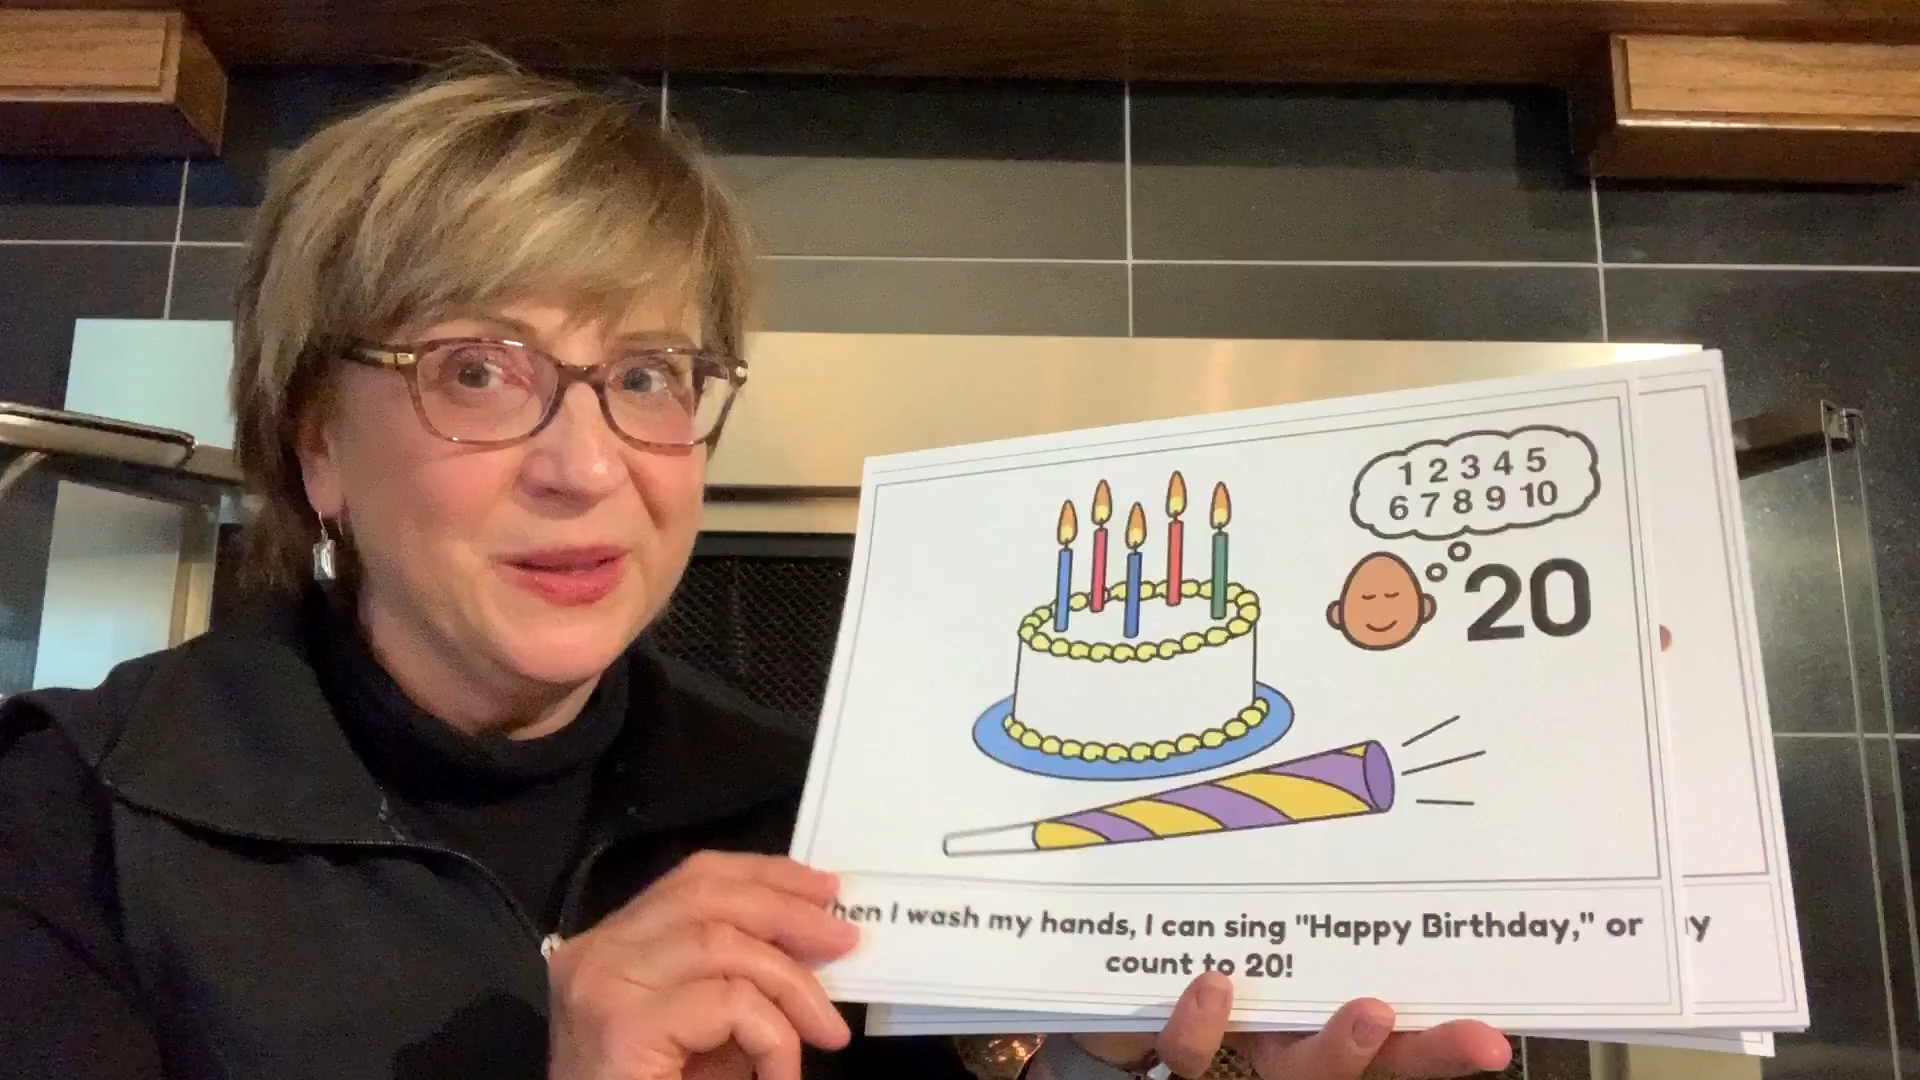 1 2 3 4 5
6 7 8 9 10
20
hen I wash my hands, I can sing "Happy Birthday," or
count to 20!
y